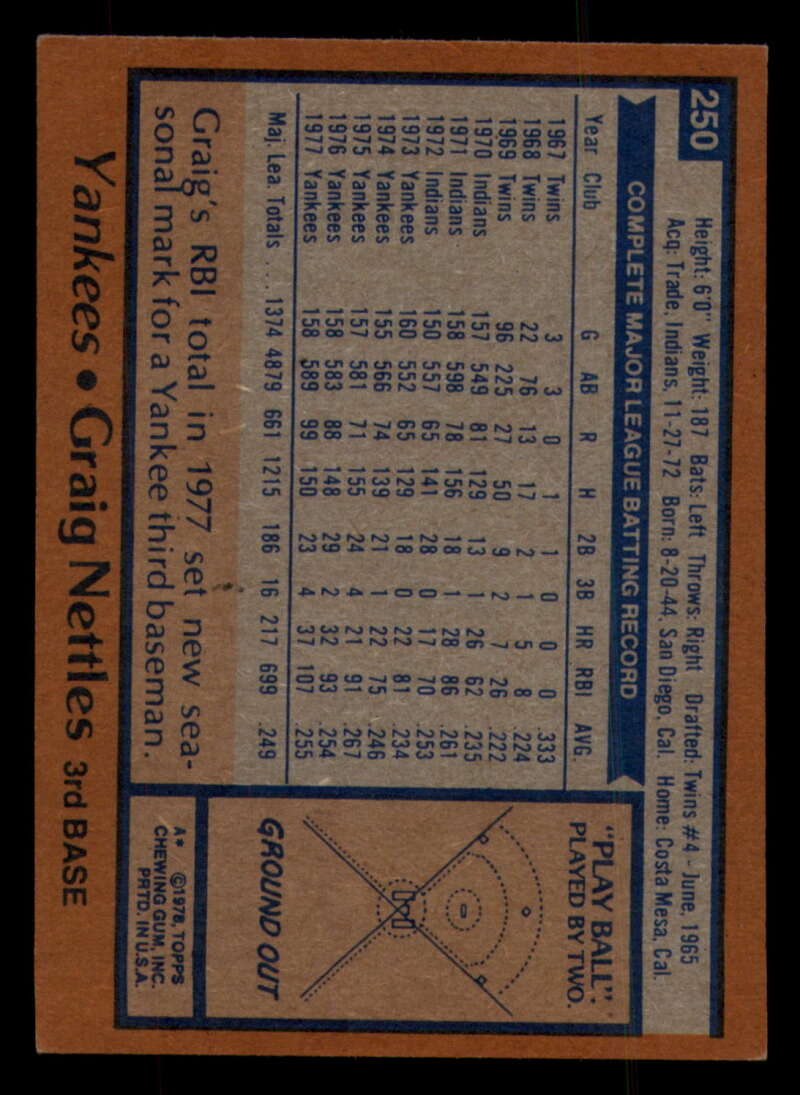 250
Height: 6'0" Weight: 187 Bats: Left Throws: Right Drafted: Twins #4 - June, 1965
Acq: Trade, Indians, 11-27-72 Born: 8-20-44, San Diego, Cal. Home: Costa Mesa, Cal.
COMPLETE MAJOR LEAGUE BATTING RECORD
Year Club G AB R H 2B 3B HR RBI AVG.
1967 Twins 3 3 0 1 1 0 0 0 .333
1968 Twins 22 76 13 17 2 1 5 8 .224
1969 Twins 96 225 27 50 9 2 7 26 .222
1970 Indians 157 549 81 129 13 1 26 62 .235
1971 Indians 158 598 78 156 18 1 28 86 .261
1972 Indians 150 557 65 141 28 0 17 70 .253
1973 Yankees 160 552 65 129 18 0 22 81 .234
1974 Yankees 155 566 74 139 21 1 22 75 .246
1975 Yankees 157 581 71 155 24 4 21 91 .267
1976 Yankees 158 583 88 148 29 2 32 93 .254
1977 Yankees 158 589 99 150 23 4 37 107 .255
Maj. Lea. Totals .... 1374 4879 661 1215 186 16 217 699 .249
Graig's RBI total in 1977 set new sea-
sonal mark for a Yankee third baseman.
"PLAY BALL":
PLAYED BY TWO.
GROUND OUT
A* ©1978, TOPPS
CHEWING GUM, INC.
PRTD. IN U.S.A.
Yankees • Graig Nettles 3rd BASE